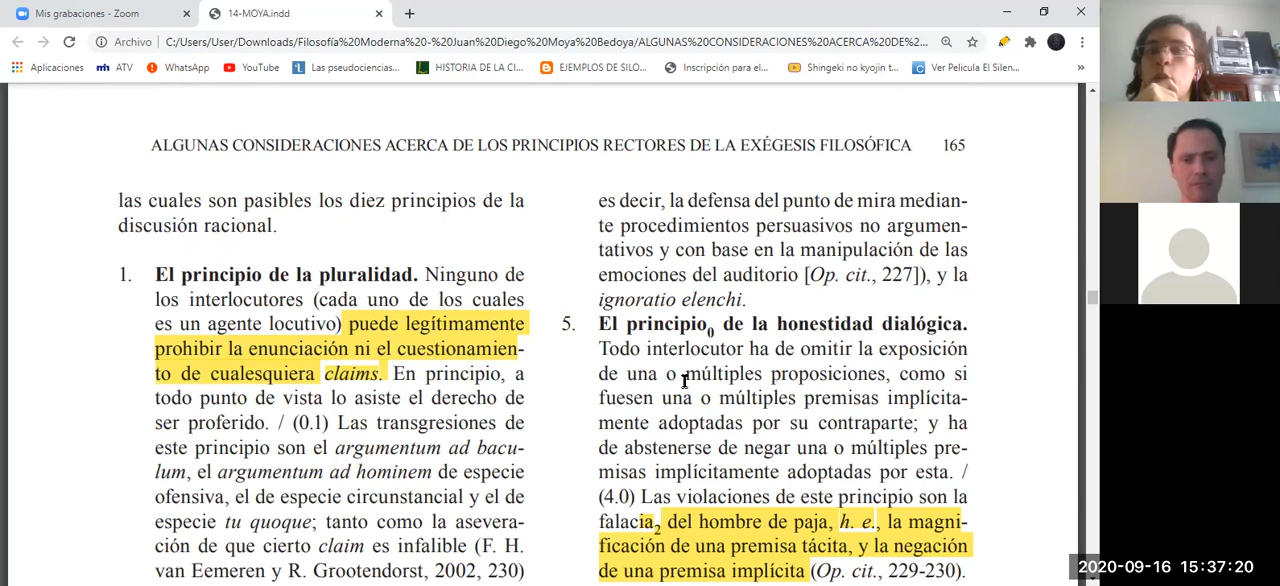 Mis grabaciones - Zoom
14-MOYA.indd
Archivo
C:/Users/User/Downloads/Filosofía%20Moderna%20-%20Juan%20Diego%20Moya%20Bedoya/ALGUNAS%20CONSIDERACIONES%20ACERCA%20DE%2...
Aplicaciones
ATV
WhatsApp
YouTube
Las pseudociencias...
HISTORIA DE LA CI...
EJEMPLOS DE SILO...
Inscripción para el...
Shingeki no kyojin t...
Ver Pelicula El Silen...
»
ALGUNAS CONSIDERACIONES ACERCA DE LOS PRINCIPIOS RECTORES DE LA EXÉGESIS FILOSÓFICA 165
las cuales son pasibles los diez principios de la
discusión racional.
1. El principio de la pluralidad. Ninguno de
los interlocutores (cada uno de los cuales
es un agente locutivo) puede legítimamente
prohibir la enunciación ni el cuestionamien-
to de cualesquiera claims. En principio, a
todo punto de vista lo asiste el derecho de
ser proferido. / (0.1) Las transgresiones de
este principio son el argumentum ad bacu-
lum, el argumentum ad hominem de especie
ofensiva, el de especie circunstancial y el de
especie tu quoque; tanto como la asevera-
ción de que cierto claim es infalible (F. H.
van Eemeren y R. Grootendorst, 2002, 230)
es decir, la defensa del punto de mira median-
te procedimientos persuasivos no argumen-
tativos y con base en la manipulación de las
emociones del auditorio [Op. cit., 227]), y la
ignoratio elenchi.
5. El principio0 de la honestidad dialógica.
Todo interlocutor ha de omitir la exposición
de una o múltiples proposiciones, como si
fuesen una o múltiples premisas implícita-
mente adoptadas por su contraparte; y ha
de abstenerse de negar una o múltiples pre-
misas implícitamente adoptadas por esta. /
(4.0) Las violaciones de este principio son la
falacia2 del hombre de paja, h. e., la magni-
ficación de una premisa tácita, y la negación
de una premisa implícita (Op. cit., 229-230).
2020-09-16 15:37:20